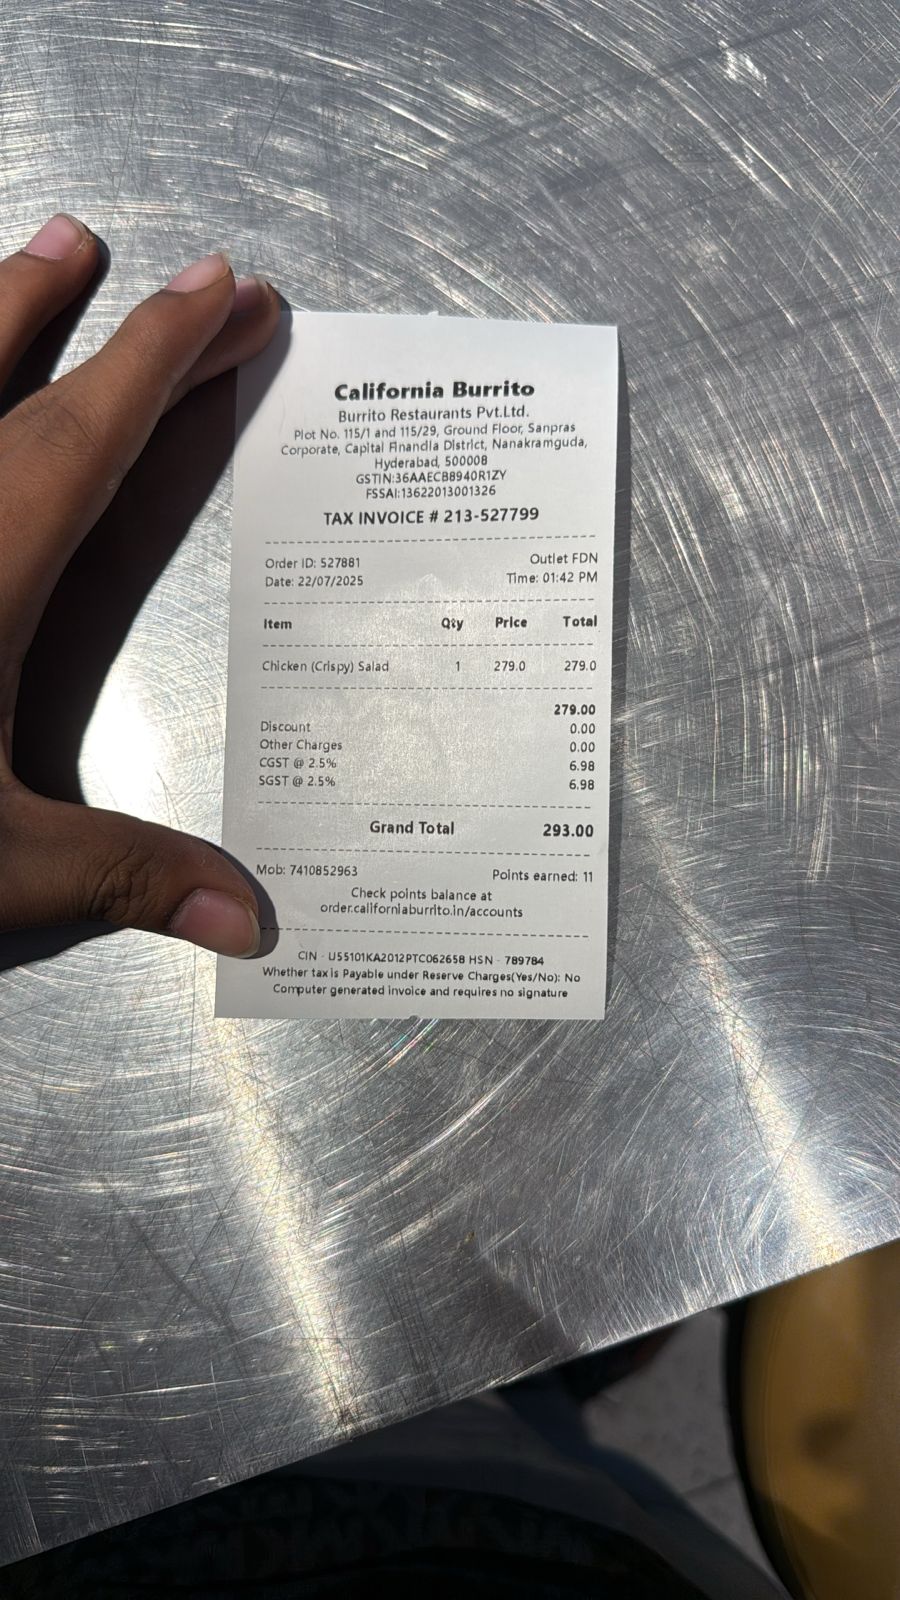 California Burrito
Burrito Restaurants Pvt.Ltd.
Plot No. 115/1 and 115/29, Ground Floor, Sanpras
Corporate, Capital Financila District, Nanakramguda,
Hyderabad, 500008
GSTIN:36AAECB8940R1ZY
FSSAI:13622013001326
TAX INVOICE # 213-527799
Order ID: 527881 Outlet FDN
Date: 22/07/2025 Time: 01:42 PM
Item Qty Price Total
Chicken (Crispy) Salad 1 279.0 279.0
279.00
Discount 0.00
Other Charges 0.00
CGST @ 2.5% 6.98
SGST @ 2.5% 6.98
Grand Total 293.00
Mob: 7410852963 Points earned: 11
Check points balance at
order.californiaburrito.in/accounts
CIN - U55101KA2012PTC062658 HSN - 789784
Whether tax is Payable under Reserve Charges(Yes/No): No
Computer generated invoice and requires no signature